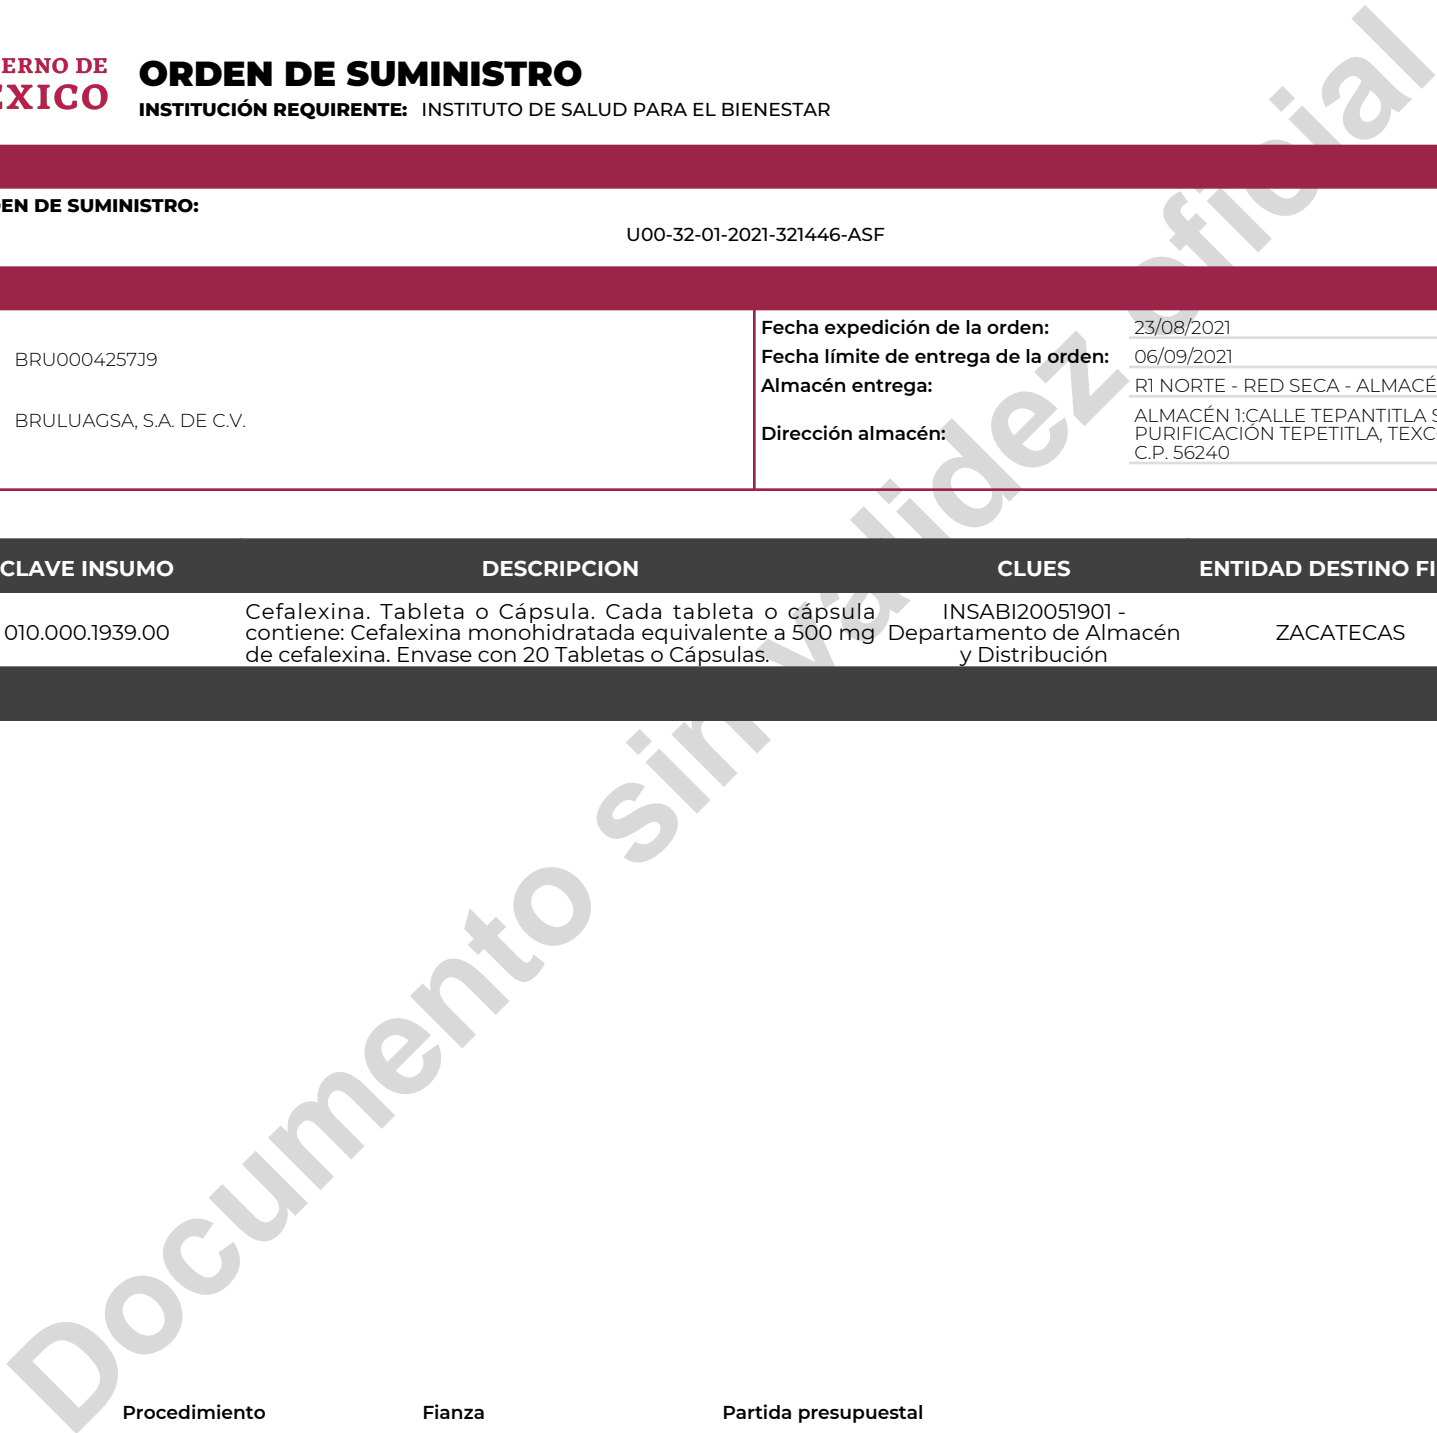 ERNO DE
EXICO
ORDEN DE SUMINISTRO
INSTITUCIÓN REQUIRENTE: INSTITUTO DE SALUD PARA EL BIENESTAR
EN DE SUMINISTRO:
U00-32-01-2021-321446-ASF
BRU0004257J9
BRULUAGSA, S.A. DE C.V.
Fecha expedición de la orden: 23/08/2021
Fecha límite de entrega de la orden: 06/09/2021
Almacén entrega: R1 NORTE - RED SECA - ALMACÉ
Dirección almacén:
ALMACÉN 1:CALLE TEPANTITLA S
PURIFICACIÓN TEPETITLA, TEXC
C.P. 56240
CLAVE INSUMO DESCRIPCION CLUES ENTIDAD DESTINO FI
010.000.1939.00
Cefalexina. Tableta o Cápsula. Cada tableta o cápsula
contiene: Cefalexina monohidratada equivalente a 500 mg
de cefalexina. Envase con 20 Tabletas o Cápsulas.
INSABI20051901 -
Departamento de Almacén
y Distribución
ZACATECAS
Documento sin validez oficial
Procedimiento Fianza Partida presupuestal